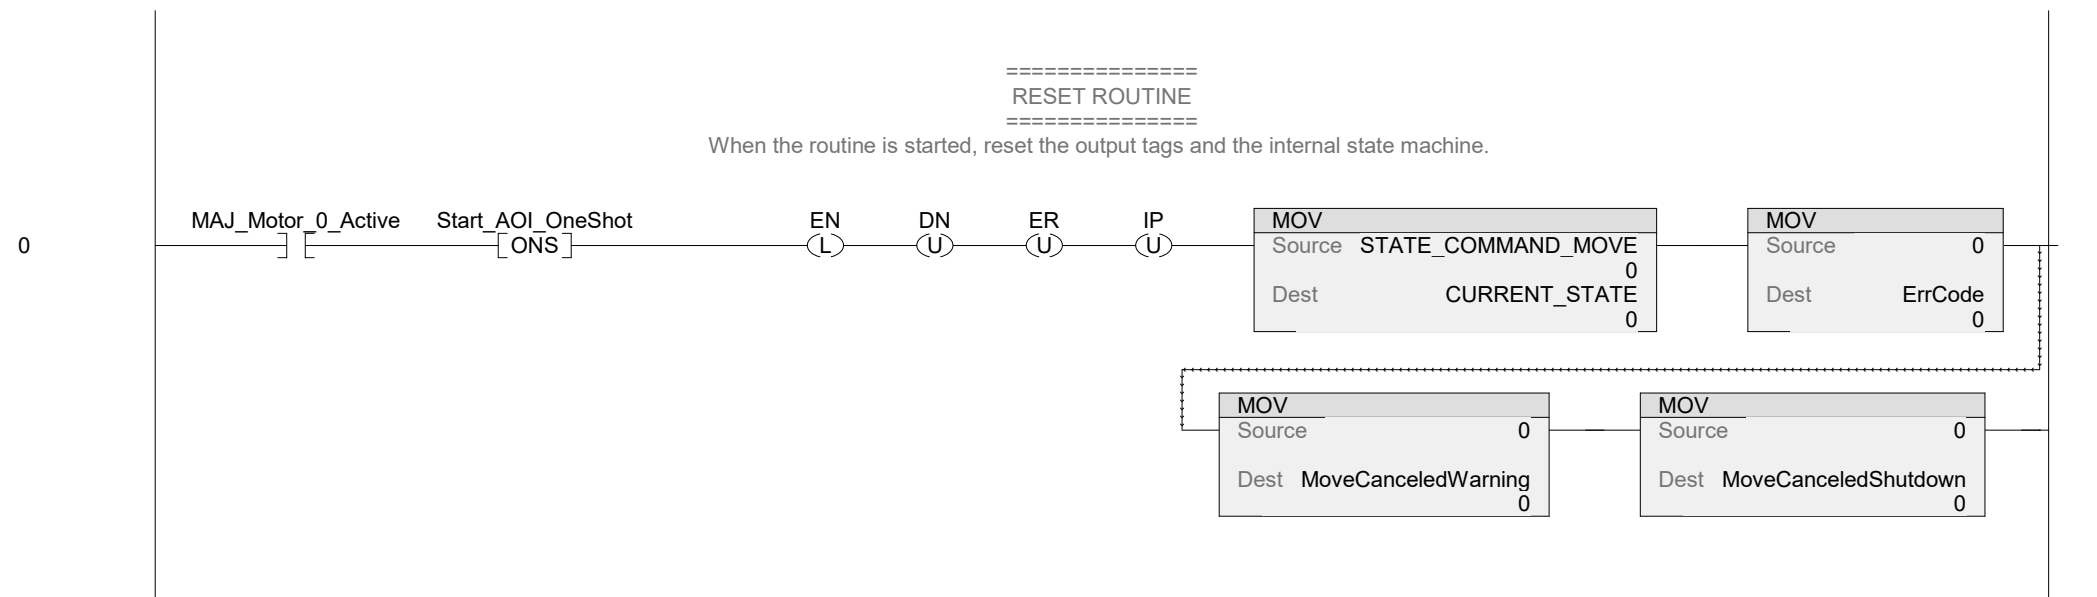 ===============
RESET ROUTINE
===============
When the routine is started, reset the output tags and the internal state machine.
MAJ_Motor_0_Active Start_AOI_OneShot EN DN ER IP MOV MOV
0 ONS L U U U Source STATE_COMMAND_MOVE Source 0
0
Dest CURRENT_STATE Dest ErrCode
0 0
MOV MOV
Source 0 Source 0
Dest MoveCanceledWarning Dest MoveCanceledShutdown
0 0